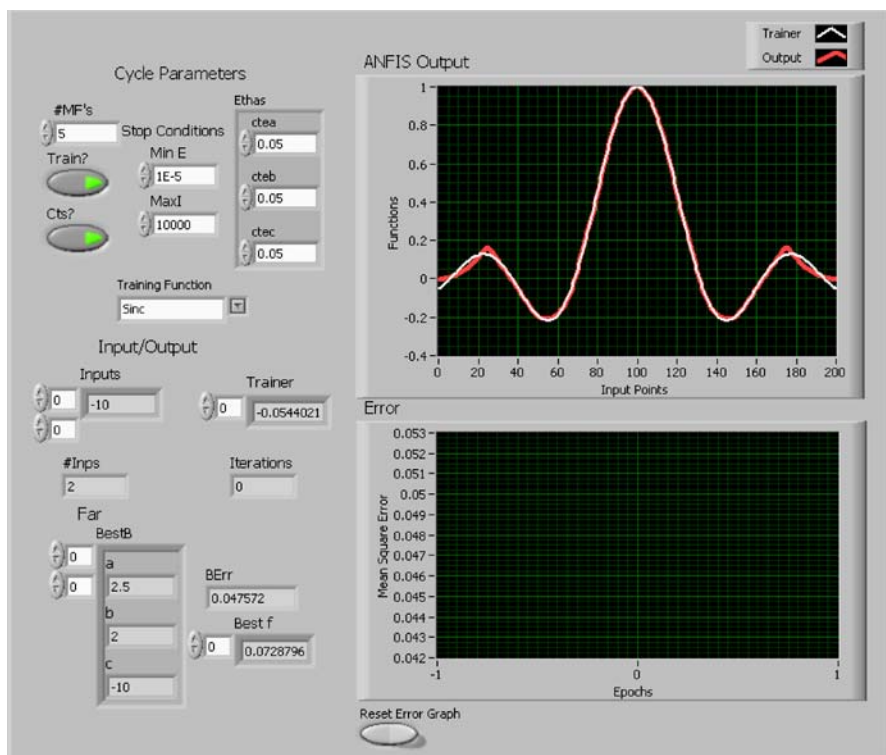 Trainer
Output
Cycle Parameters
#MF's
5
Train?
Cts?
Stop Conditions
Min E
1E-5
MaxI
10000
Ethas
ctea
0.05
cteb
0.05
ctec
0.05
Training Function
Sinc
Input/Output
Inputs
0
0
-10
Trainer
0
-0.0544021
#Inps
2
Iterations
0
Far
BestB
0
0
a
2.5
b
2
c
-10
BErr
0.047572
Best f
0
0.0728796
ANFIS Output
Functions
1
0.8
0.6
0.4
0.2
0
-0.2
-0.4
0 20 40 60 80 100 120 140 160 180 200
Input Points
Error
Mean Square Error
0.053
0.052
0.051
0.05
0.049
0.048
0.047
0.046
0.045
0.044
0.043
0.042
-1 0 1
Epochs
Reset Error Graph